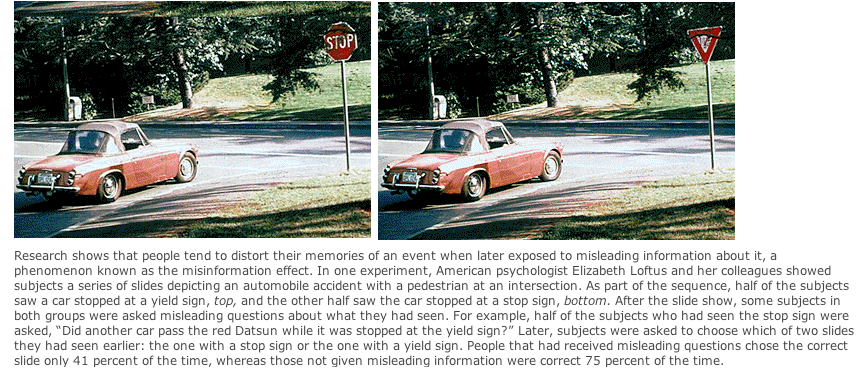 STOP
Research shows that people tend to distort their memories of an event when later exposed to misleading information about it, a
phenomenon known as the misinformation effect. In one experiment, American psychologist Elizabeth Loftus and her colleagues showed
subjects a series of slides depicting an automobile accident with a pedestrian at an intersection. As part of the sequence, half of the subjects
saw a car stopped at a yield sign, top, and the other half saw the car stopped at a stop sign, bottom. After the slide show, some subjects in
both groups were asked misleading questions about what they had seen. For example, half of the subjects who had seen the stop sign were
asked, “Did another car pass the red Datsun while it was stopped at the yield sign?” Later, subjects were asked to choose which of two slides
they had seen earlier: the one with a stop sign or the one with a yield sign. People that had received misleading questions chose the correct
slide only 41 percent of the time, whereas those not given misleading information were correct 75 percent of the time.